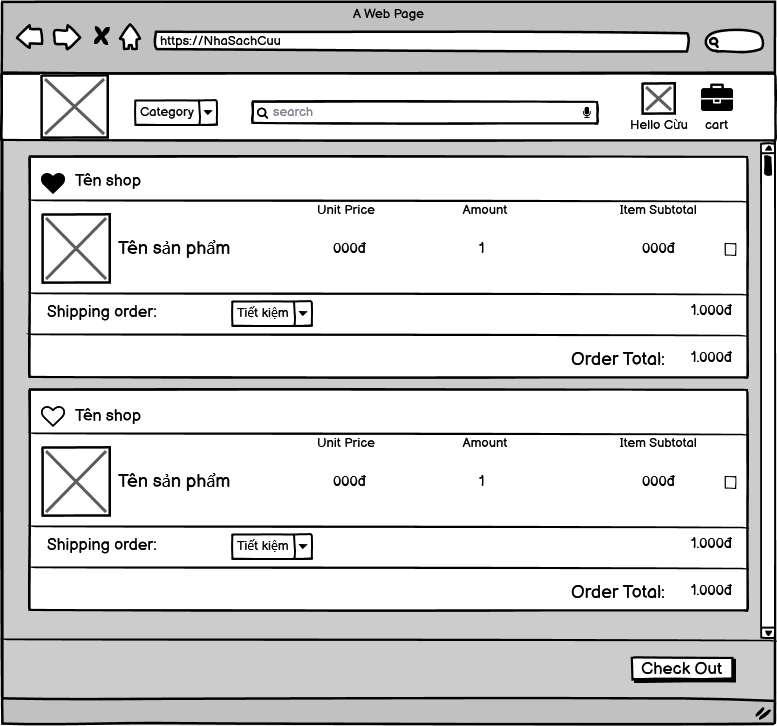 A Web Page
https://NhaSachCuu
Category
search
Hello Cừu
cart
Tên shop
Unit Price Amount Item Subtotal
Tên sản phẩm 000đ 1 000đ
Shipping order: Tiết kiệm 1.000đ
Order Total: 1.000đ
Tên shop
Unit Price Amount Item Subtotal
Tên sản phẩm 000đ 1 000đ
Shipping order: Tiết kiệm 1.000đ
Order Total: 1.000đ
Check Out